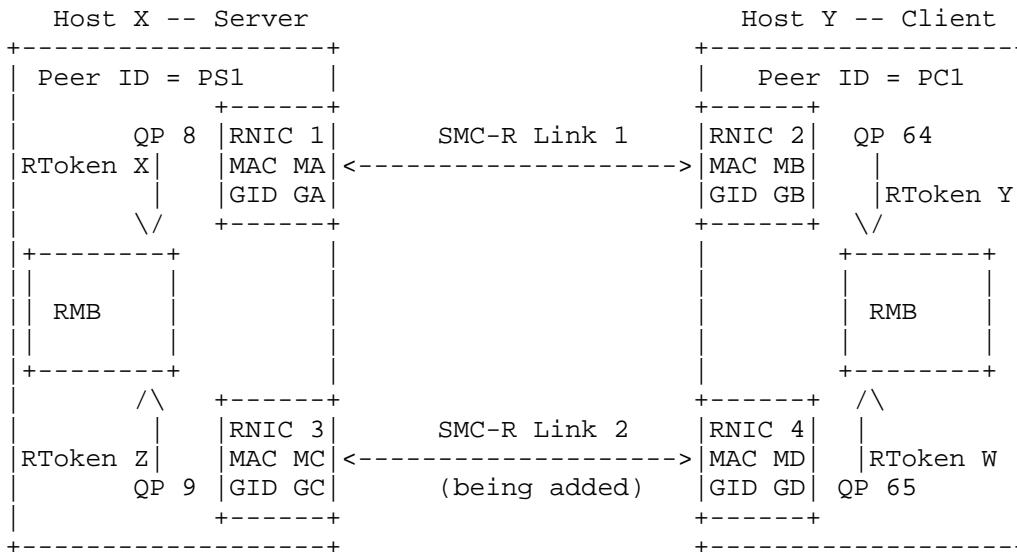 Host X -- Server Host Y -- Client
Peer ID = PS1 Peer ID = PC1
QP 8 RNIC 1 SMC-R Link 1 RNIC 2 QP 64
RToken X MAC MA MAC MB
GID GA GID GB RToken Y
RMB RMB
RNIC 3 SMC-R Link 2 RNIC 4
RToken Z MAC MC MAC MD RToken W
QP 9 GID GC (being added) GID GD QP 65